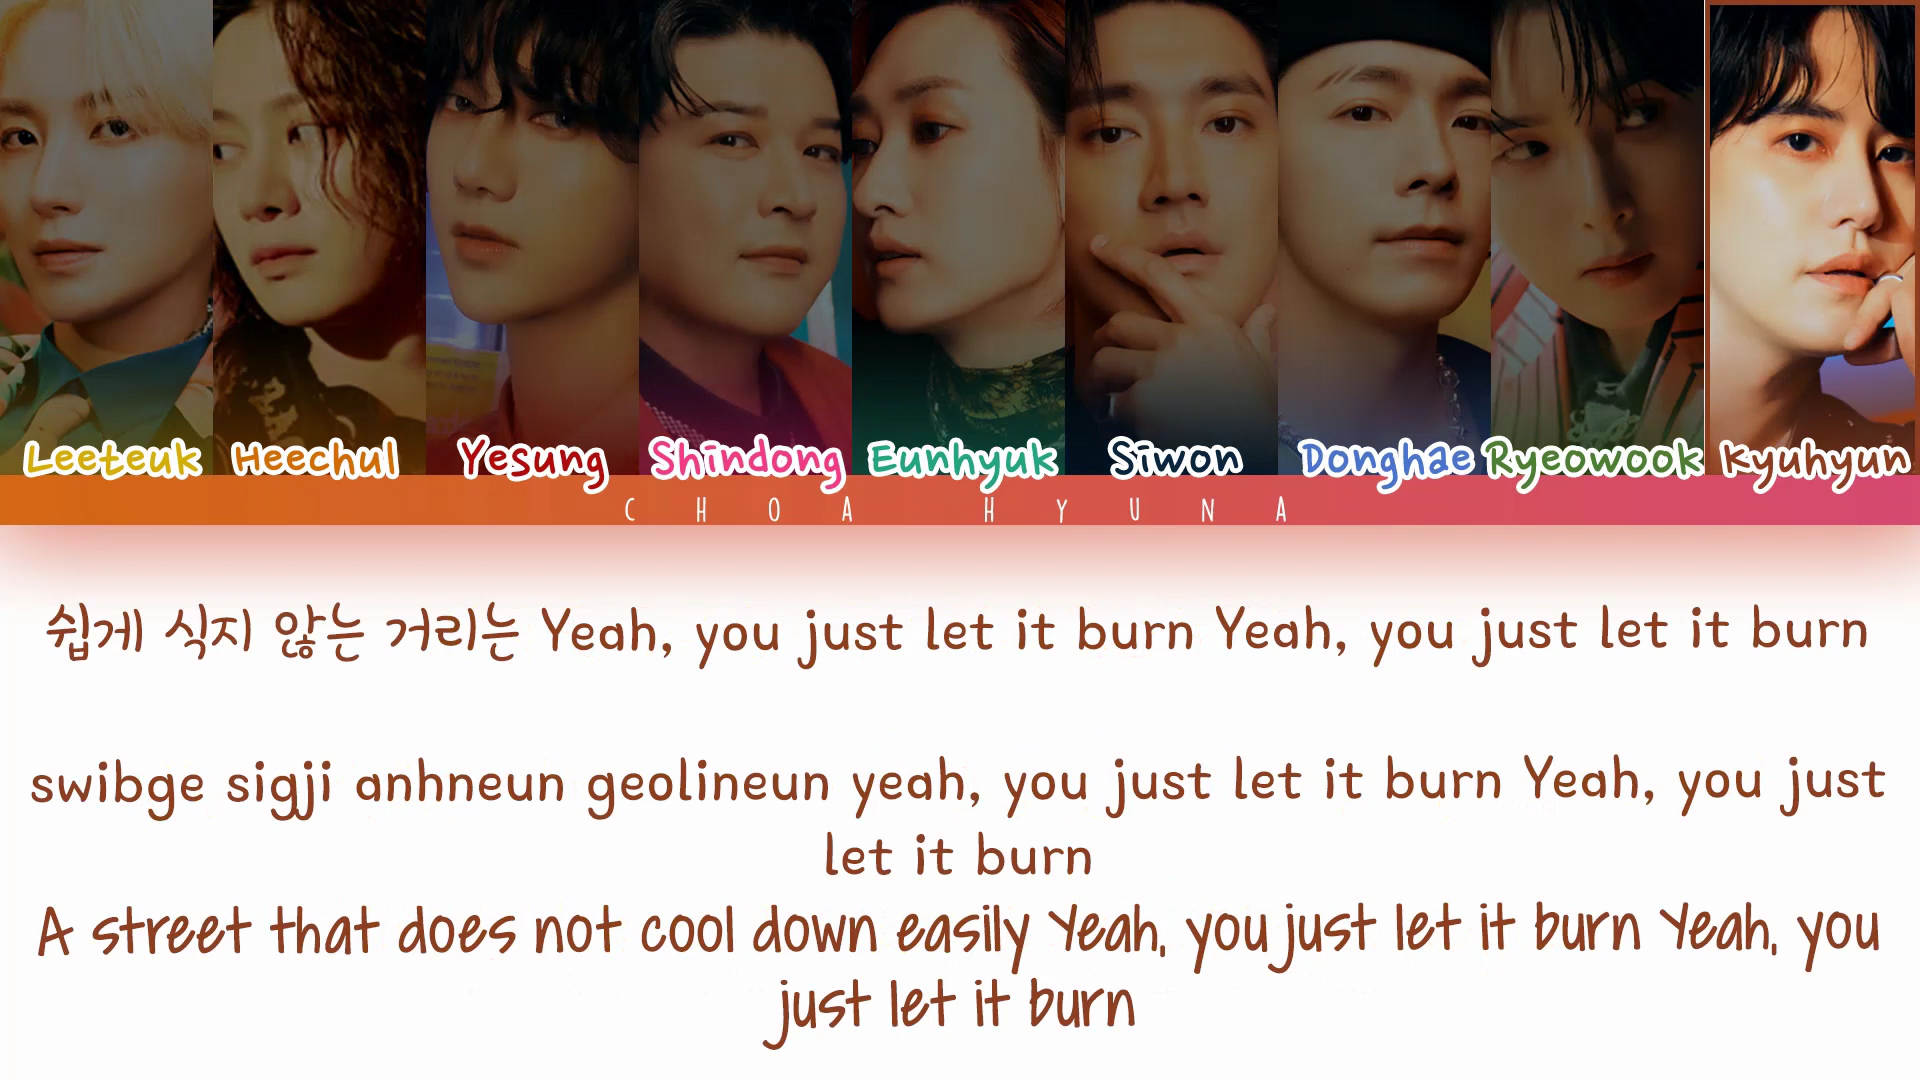 Leeteuk Heechul Yesung Shindong Eunhyuk Siwon Donghae Ryeowook Kyuhyun
CHOA HYUNA
쉽게 식지 않는 거리는 Yeah, you just let it burn Yeah, you just let it burn
swibge sigji anhneun geolineun yeah, you just let it burn Yeah, you just
let it burn
A street that does not cool down easily Yeah, you just let it burn Yeah, you
just let it burn